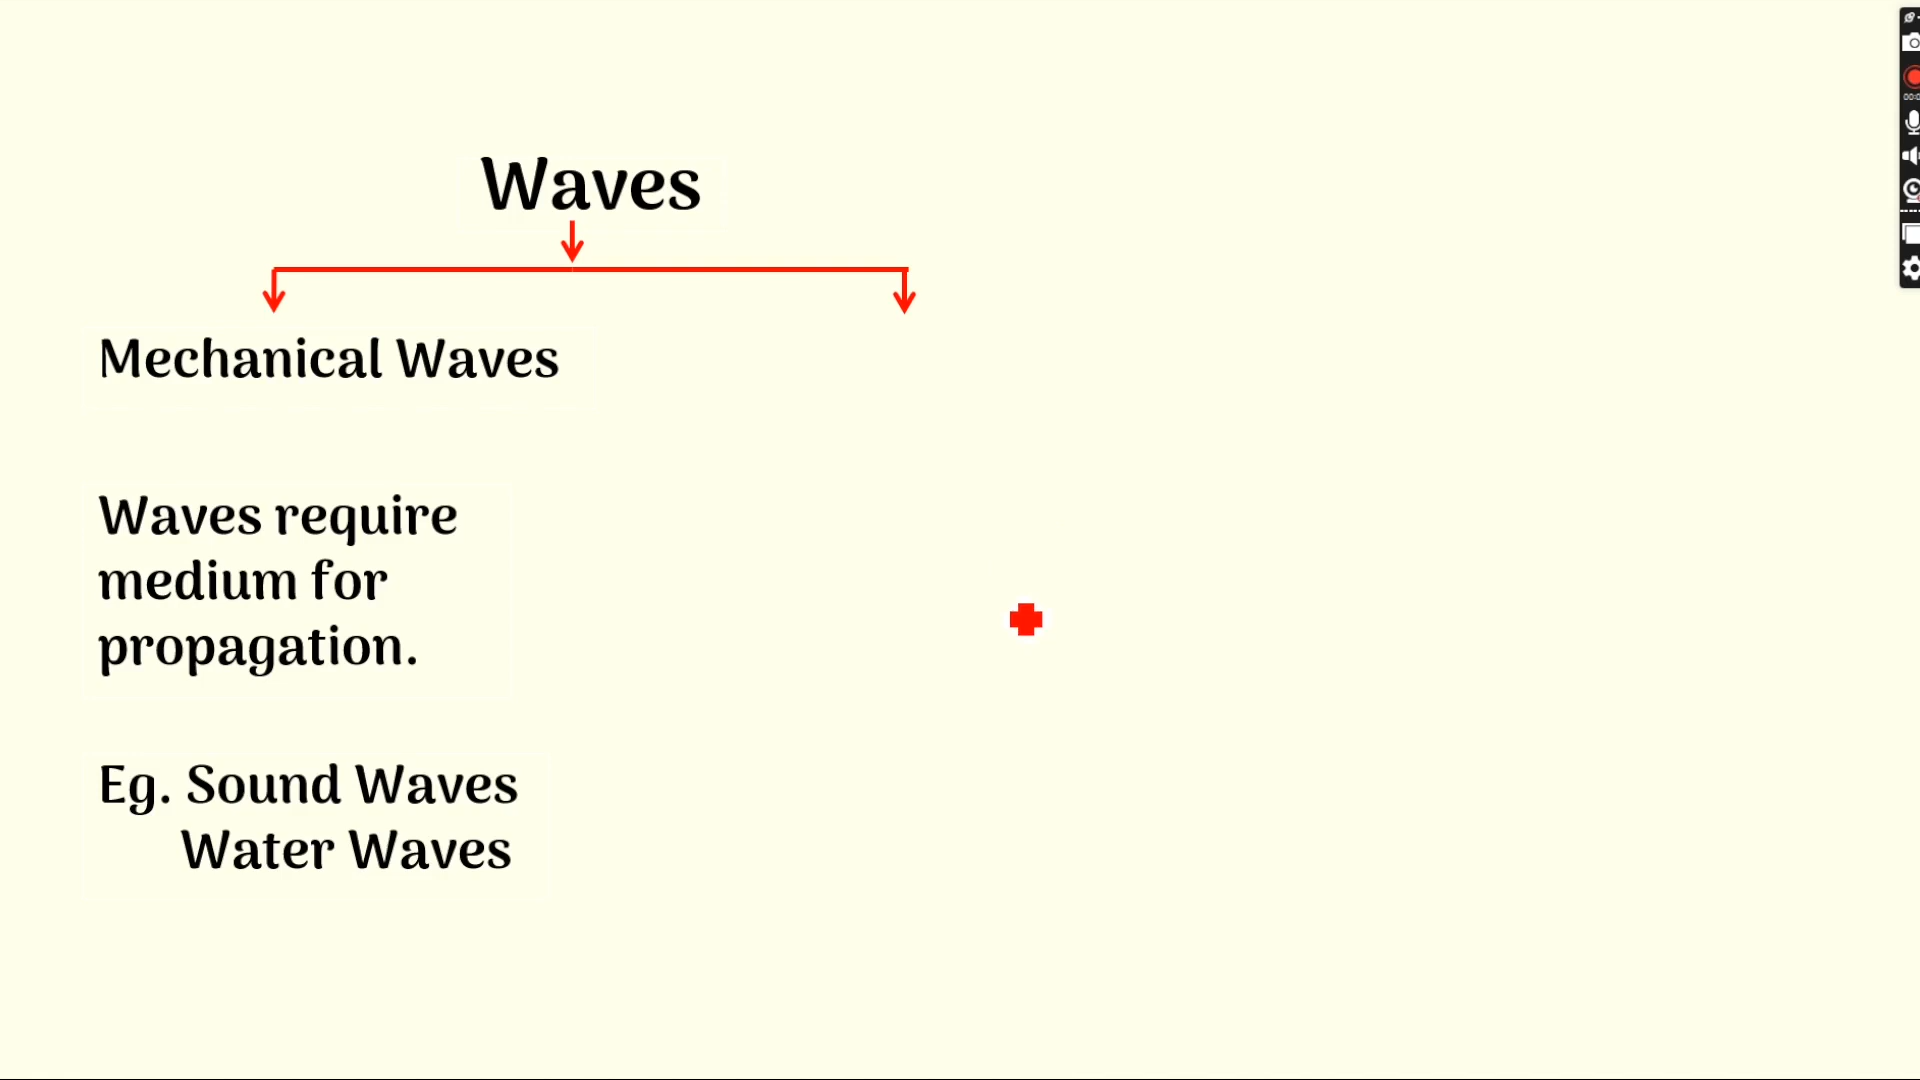 Waves
Mechanical Waves
Waves require
medium for
propagation.
Eg. Sound Waves
Water Waves